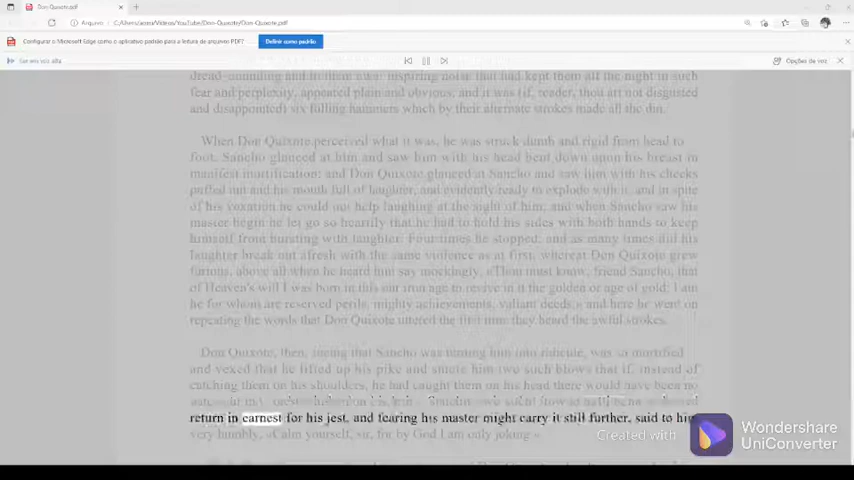 Don-Quixote.pdf
Arquivo C:/Users/
/Videos/YouTube/Don-Quixote/Don-Quixote.pdf
Configurar o Microsoft Edge como o aplicativo padrão para a leitura de arquivos PDF? Definir como padrão
Ler em voz alta Opções de voz
noise that had kept them all the night in such
fear and perplexity, appeared plain and obvious, and it was (if, reader, thou art not disgusted
and disappointed) six fulling hammers which by their alternate strokes made all the din.
When Don Quixote perceived what it was, he was struck dumb and rigid from head to
foot. Sancho glanced at him and saw him with his head bent down upon his breast in
manifest mortification; and Don Quixote glanced at Sancho and saw him with his cheeks
puffed out and his mouth full of laughter, and evidently ready to explode with it, and in spite
of his vexation he could not help laughing at the sight of him; and when Sancho saw his
master begin he let go so heartily that he had to hold his sides with both hands to keep
himself from bursting with laughter. Four times he stopped, and as many times did his
laughter break out afresh with the same violence as at first, whereat Don Quixote grew
furious, above all when he heard him say mockingly, «Thou must know, friend Sancho, that
of Heaven's will I was born in this our iron age to revive in it the golden or age of gold; I am
he for whom are reserved perils, mighty achievements, valiant deeds;» and here he went on
repeating the words that Don Quixote uttered the first time they heard the awful strokes.
Don Quixote, then, seeing that Sancho was turning him into ridicule, was so mortified
and vexed that he lifted up his pike and smote him two such blows that if, instead of
catching them on his shoulders, he had caught them on his head there would have been no
return in earnest for his jest, and fearing his master might carry it still further, said to him
very humbly, «Calm yourself, sir, for by God I am only joking.»
Created with
Wondershare
UniConverter